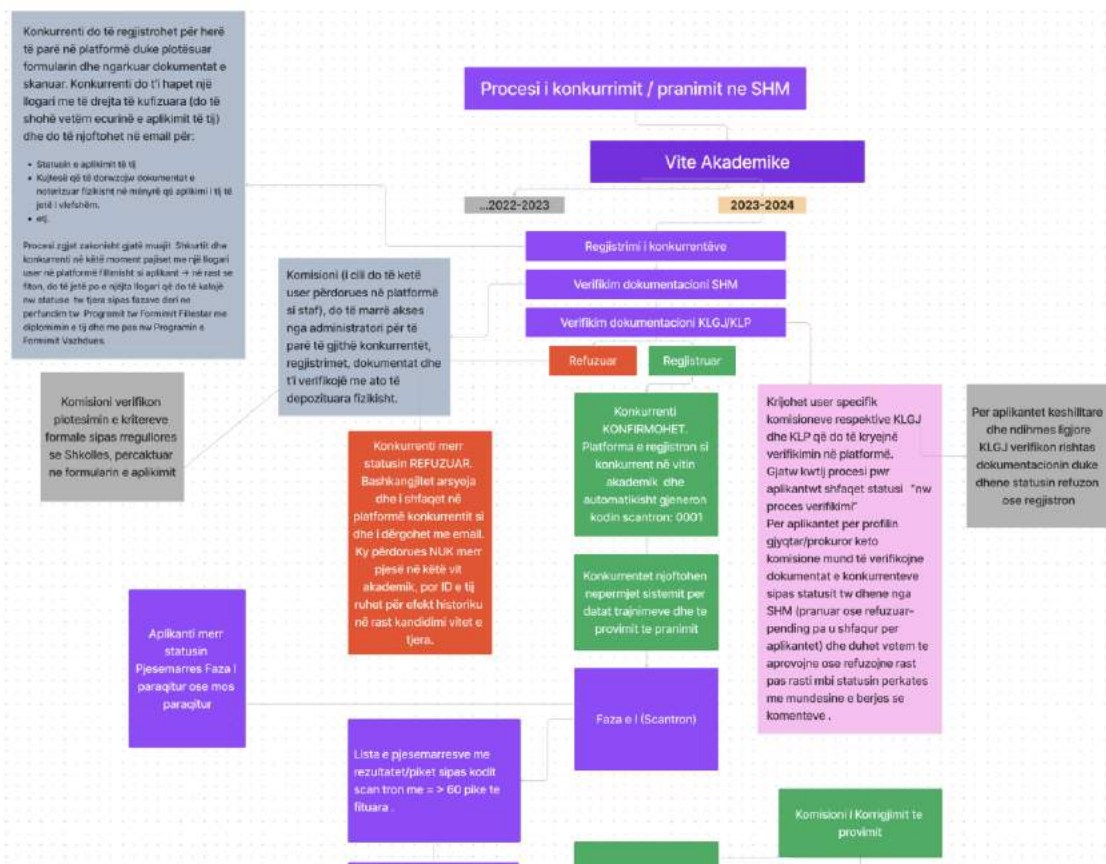 Konkurrenti do të regjistrohet për herë
të parë në platformë duke plotësuar
formularin dhe ngarkuar dokumentat e
skanuar. Konkurrenti do t'i hapet një
llogari me të drejta të kufizuara (do të
shohë vetëm ecurinë e aplikimit të tij)
dhe do të njoftohet në email për:
• Statusin e aplikimit të tij
• Kujtesë që të dorwzojw dokumentat e
noterizuar fizikisht në mënyrë që aplikimi i tij të
jetë i vlefshëm.
• etj.
Procesi zgjat zakonisht gjatë muajit Shkurtit dhe
konkurrenti në këtë moment pajiset me një llogari
user në platformë fillimisht si aplikant → në rast se
fiton, do të jetë po e njëjta llogari që do të kalojë
nw statuse tw tjera sipas fazave deri ne
perfundim tw Programit tw Formimit Fillestar me
diplomimin e tij dhe me pas nw Programin e
Formimit Vazhdues.
Procesi i konkurrimit / pranimit ne SHM
Vite Akademike
...2022-2023
2023-2024
Regjistrimi i konkurrentëve
Verifikim dokumentacioni SHM
Verifikim dokumentacioni KLGJ/KLP
Refuzuar
Regjistruar
Komisioni (i cili do të ketë
user përdorues në platformë
si staf), do të marrë akses
nga administratori për të
parë të gjithë konkurrentët,
regjistrimet, dokumentat dhe
t'i verifikojë me ato të
depozituara fizikisht.
Komisioni verifikon
plotesimin e kritereve
formale sipas rregullores
se Shkolles, percaktuar
ne formularin e aplikimit
Konkurrenti merr
statusin REFUZUAR.
Bashkangjitet arsyeja
dhe i shfaqet në
platformë konkurrentit si
dhe i dërgohet me email.
Ky përdorues NUK merr
pjesë në këtë vit
akademik, por ID e tij
ruhet për efekt historiku
në rast kandidimi vitet e
tjera.
Konkurrenti
KONFIRMOHET.
Platforma e regjistron si
konkurrent në vitin
akademik dhe
automatikisht gjeneron
kodin scantron: 0001
Krijohet user specifik
komisioneve respektive KLGJ
dhe KLP që do të kryejnë
verifikimin në platformë.
Gjatw kwtij procesi pwr
aplikantwt shfaqet statusi "nw
proces verifikimi"
Per aplikantet per profilin
gjyqtar/prokuror keto
komisione mund të verifikojne
dokumentat e konkurrenteve
sipas statusit tw dhene nga
SHM (pranuar ose refuzuar-
pending pa u shfaqur per
aplikantet) dhe duhet vetem te
aprovojne ose refuzojne rast
pas rasti mbi statusin perkates
me mundesine e berjes se
komenteve .
Per aplikantet keshilltare
dhe ndihmes ligjore
KLGJ verifikon rishtas
dokumentacionin duke
dhene statusin refuzon
ose regjistron
Konkurrentet njoftohen
nepermjet sistemit per
datat trajnimeve dhe te
provimit te pranimit
Aplikanti merr
statusin
Pjesemarres Faza I
paraqitur ose mos
paraqitur
Faza e I (Scantron)
Lista e pjesemarresve me
rezultatet/piket sipas kodit
scan tron me = > 60 pike te
fituara .
Komisioni i Korrigjimit te
provimit